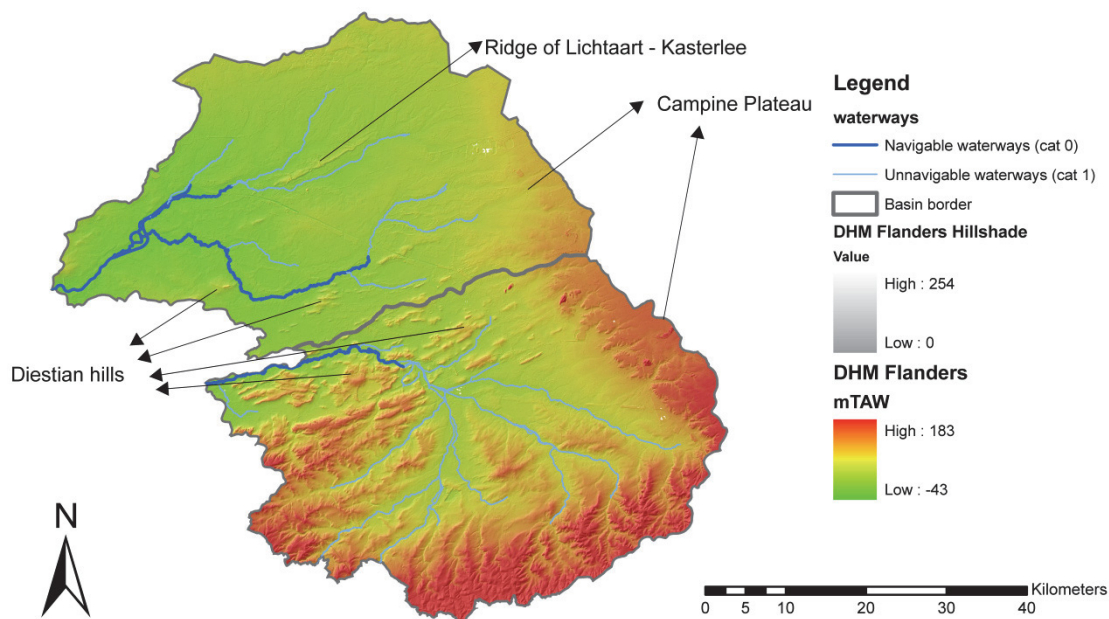 Ridge of Lichtaart - Kasterlee
Campine Plateau
Diestian hills
N
Legend
waterways
Navigable waterways (cat 0)
Unnavigable waterways (cat 1)
Basin border
DHM Flanders Hillshade
Value
High : 254
Low : 0
DHM Flanders
mTAW
High : 183
Low : -43
Kilometers
0 5 10 20 30 40